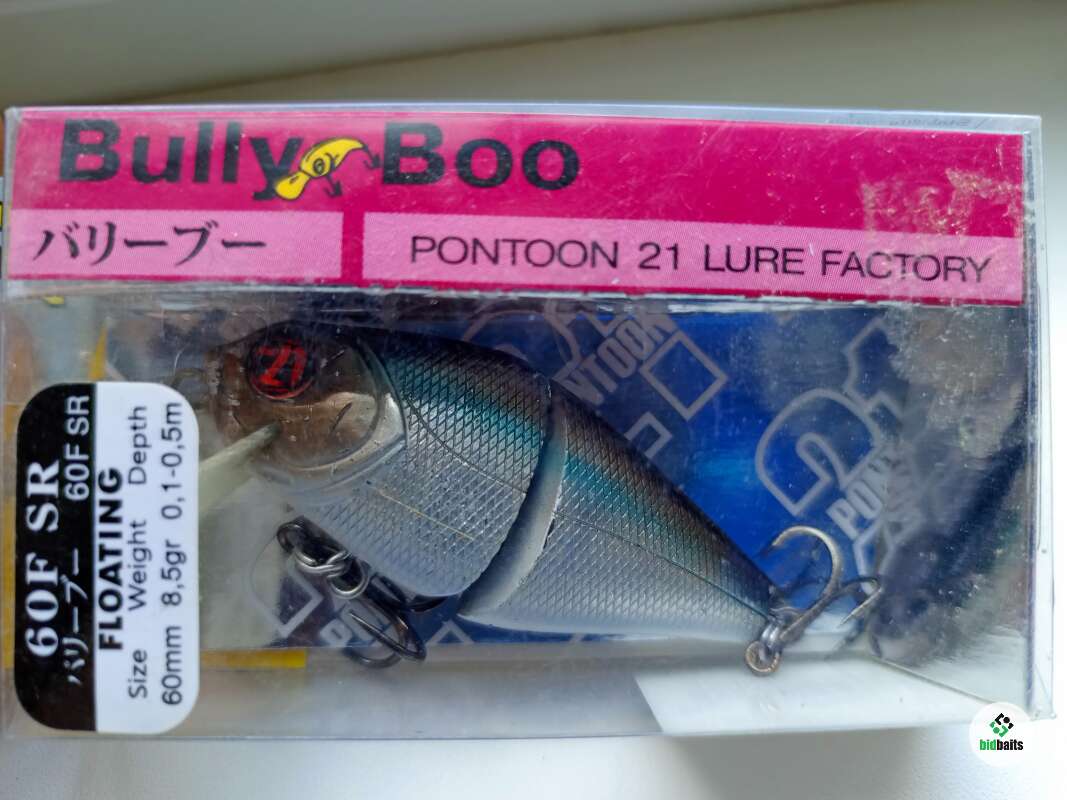 Bully Boo
バリーブー
PONTOON 21 LURE FACTORY
21
60F SR
バリーブー 60F SR
FLOATING
Size Weight Depth
60mm 8,5gr 0,1-0,5m
21
bidbaits